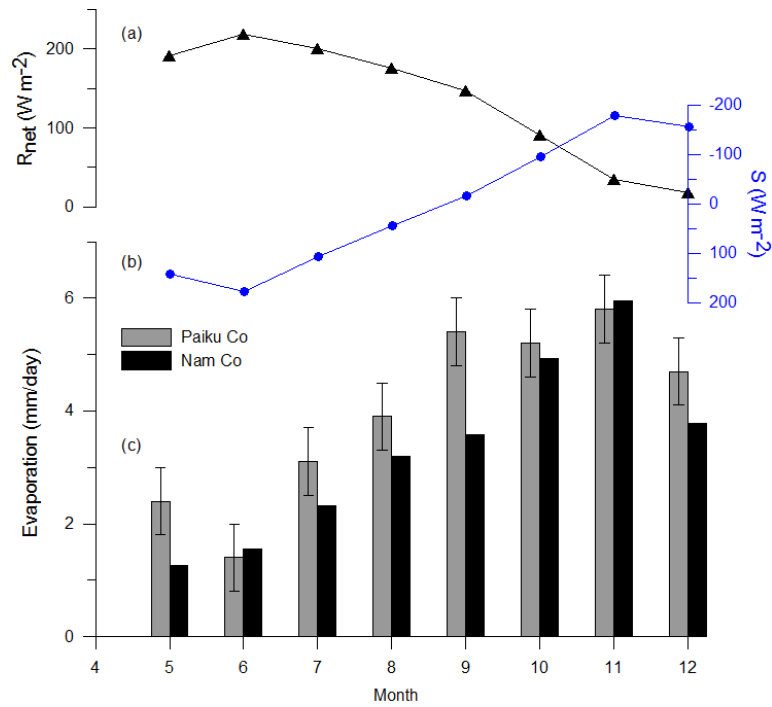 (a)
200
100
0
Rnet (W m-2)
-200
-100
0
100
200
S (W m-2)
(b)
6
4
2
0
Evaporation (mm/day)
Paiku Co
Nam Co
(c)
4 5 6 7 8 9 10 11 12
Month